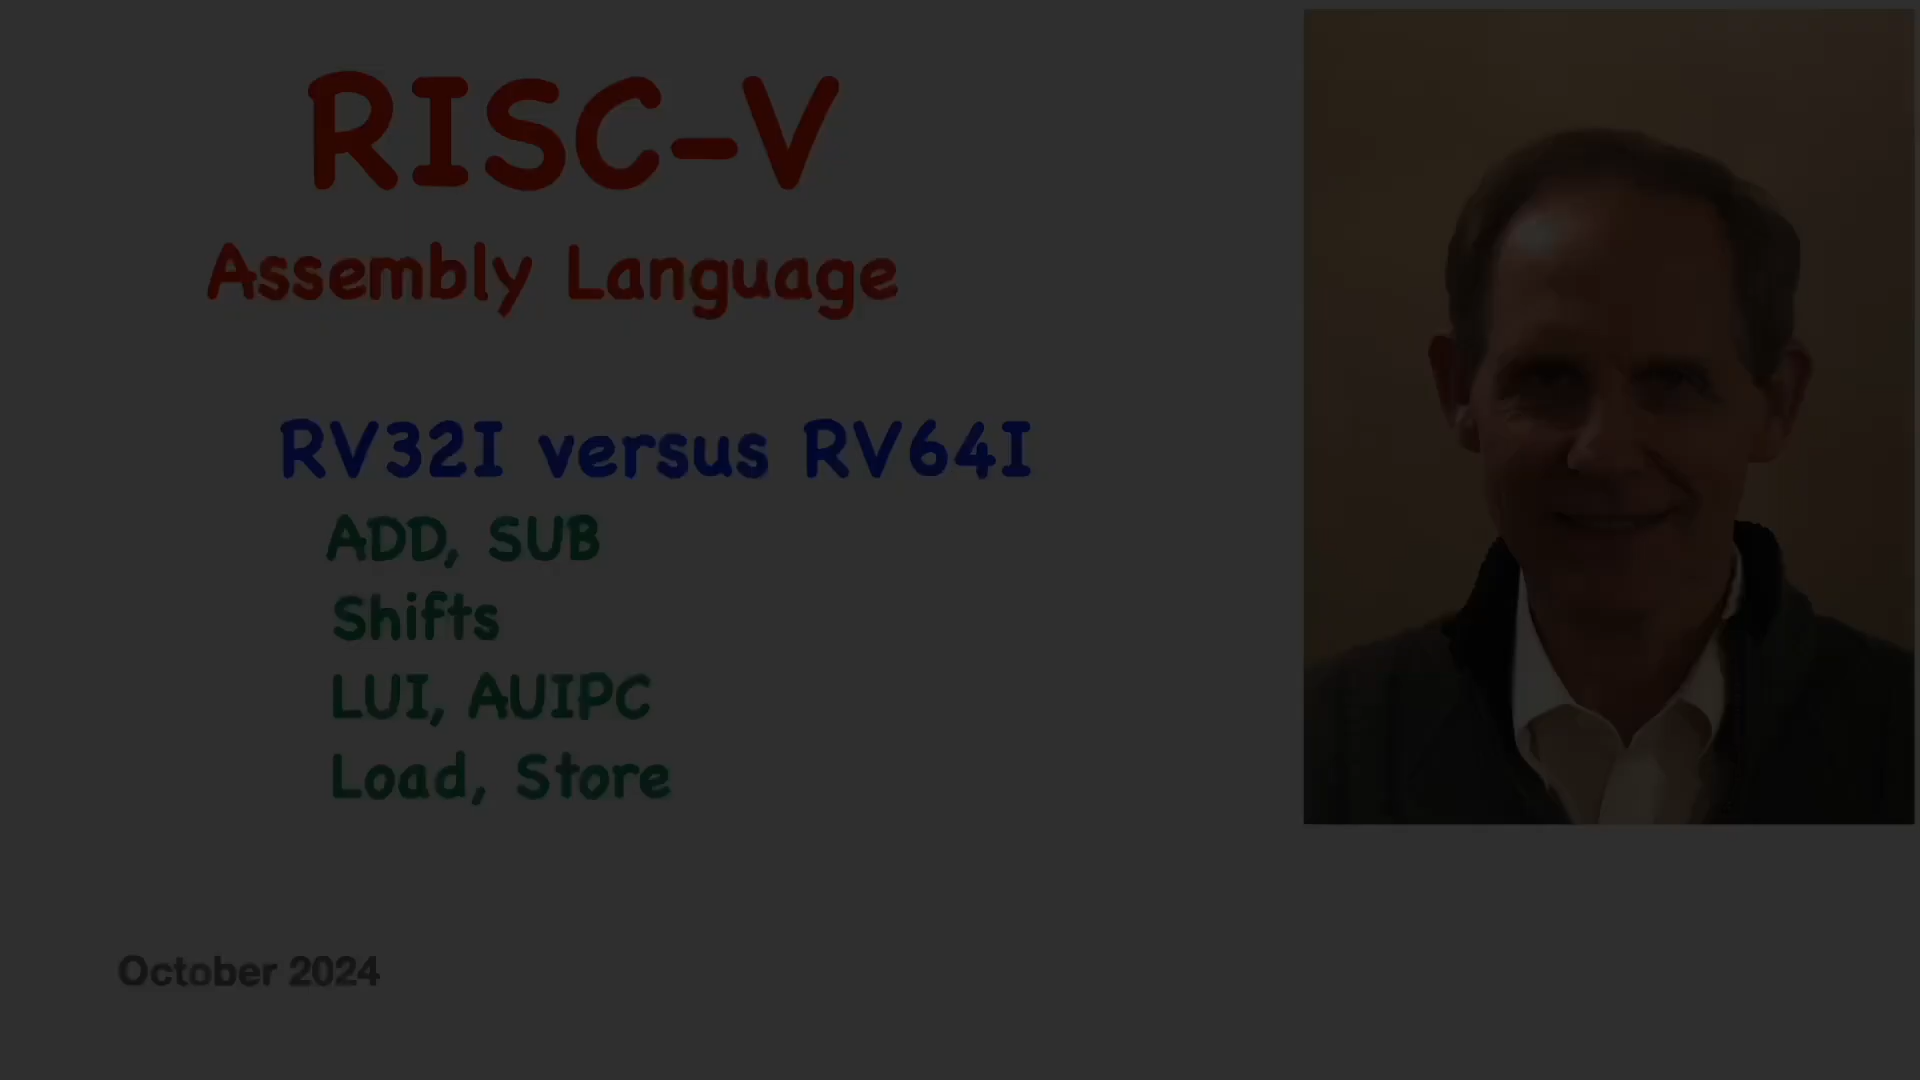 RISC-V
Assembly Language
RV32I versus RV64I
ADD, SUB
Shifts
LUI, AUIPC
Load, Store
October 2024